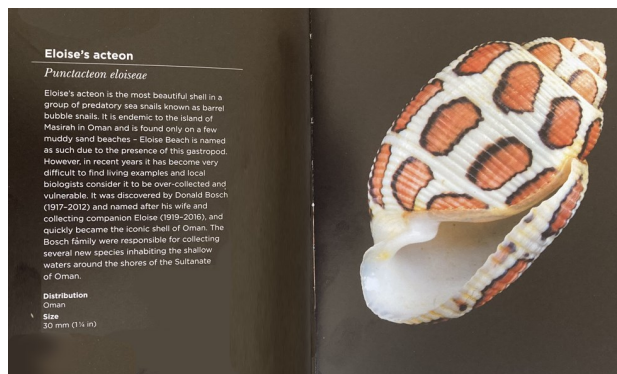 Eloise's acteon
Punctacteon eloiseae
Eloise's acteon is the most beautiful shell in a
group of predatory sea snails known as barrel
bubble snails. It is endemic to the island of
Masirah in Oman and is found only on a few
muddy sand beaches – Eloise Beach is named
as such due to the presence of this gastropod.
However, in recent years it has become very
difficult to find living examples and local
biologists consider it to be over-collected and
vulnerable. It was discovered by Donald Bosch
(1917–2012) and named after his wife and
collecting companion Eloise (1919–2016), and
quickly became the iconic shell of Oman. The
Bosch family were responsible for collecting
several new species inhabiting the shallow
waters around the shores of the Sultanate
of Oman.
Distribution
Oman
Size
30 mm (1¼ in)